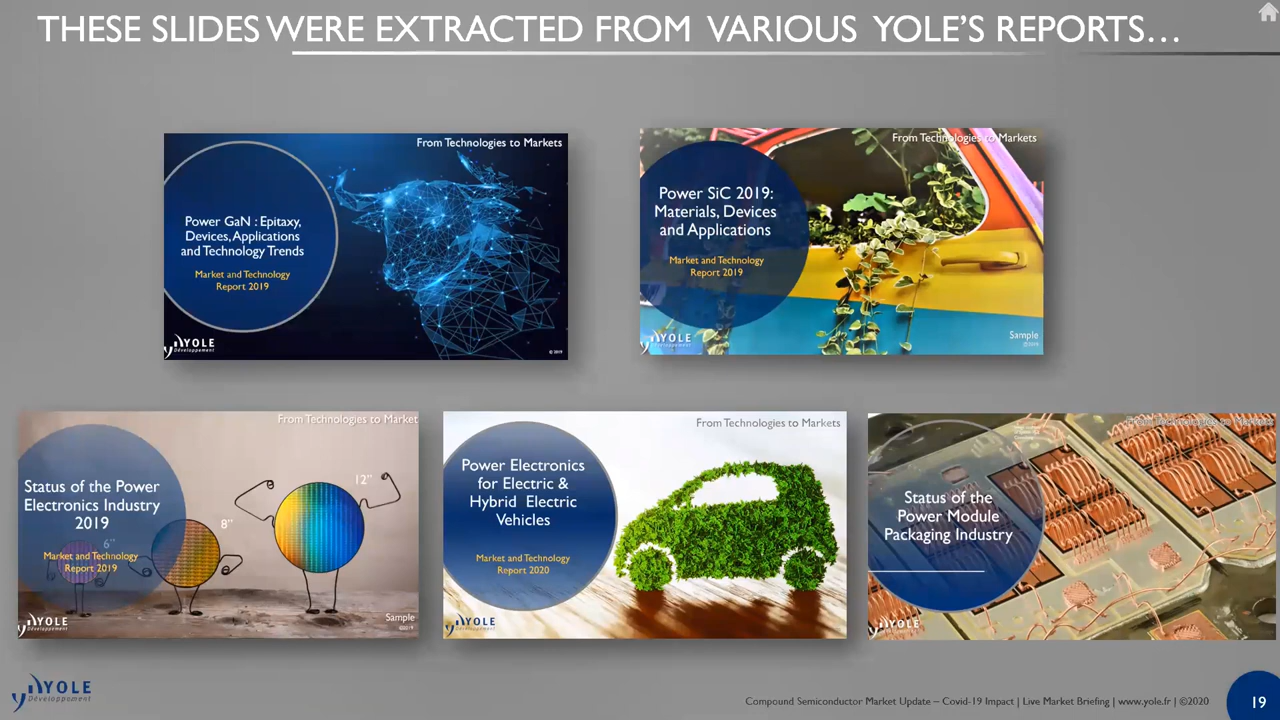 THESE SLIDES WERE EXTRACTED FROM VARIOUS YOLE'S REPORTS…
From Technologies to Markets
Power GaN : Epitaxy,
Devices, Applications
and Technology Trends
Market and Technology
Report 2019
YOLE
Développement
© 2019
From Technologies to Markets
Power SiC 2019:
Materials, Devices
and Applications
Market and Technology
Report 2019
YOLE
Développement
Sample
©2019
From Technologies to Market
Status of the Power
Electronics Industry
2019
Market and Technology
Report 2019
6"
8"
12"
YOLE
Développement
Sample
©2019
From Technologies to Markets
Power Electronics
for Electric &
Hybrid Electric
Vehicles
Market and Technology
Report 2020
YOLE
Développement
From Technologies to Markets
Status of the
Power Module
Packaging Industry
YOLE
Développement
YOLE
Développement
Compound Semiconductor Market Update – Covid-19 Impact | Live Market Briefing | www.yole.fr | ©2020
19